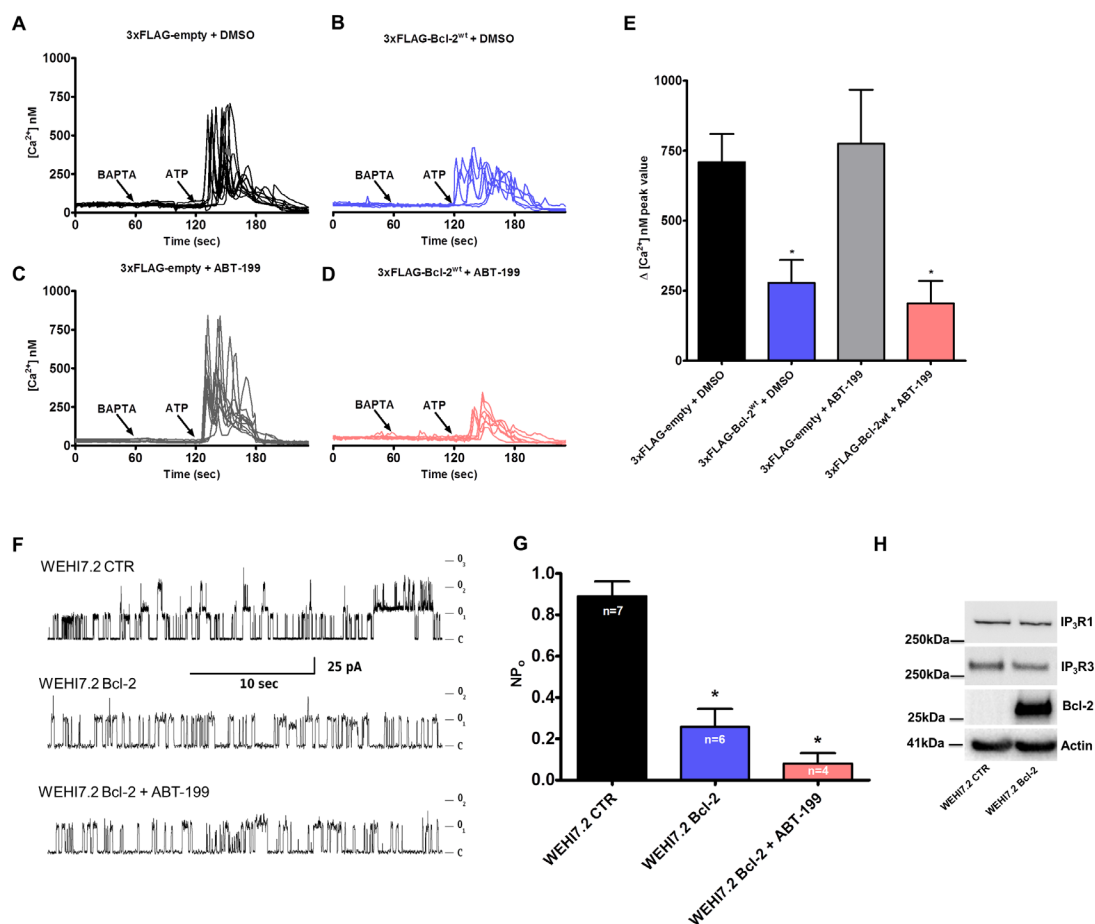 A
3xFLAG-empty + DMSO
1000
750
500
250
0
[Ca²⁺] nM
BAPTA
ATP
0 60 120 180
Time (sec)
B
3xFLAG-Bcl-2ʷᵗ + DMSO
BAPTA
ATP
0 60 120 180
Time (sec)
C
3xFLAG-empty + ABT-199
1000
750
500
250
0
[Ca²⁺] nM
BAPTA
ATP
0 60 120 180
Time (sec)
D
3xFLAG-Bcl-2ʷᵗ + ABT-199
BAPTA
ATP
0 60 120 180
Time (sec)
E
1000
750
500
250
0
Δ [Ca²⁺] nM peak value
*
*
3xFLAG-empty + DMSO
3xFLAG-Bcl-2ʷᵗ + DMSO
3xFLAG-empty + ABT-199
3xFLAG-Bcl-2wt + ABT-199
F
WEHI7.2 CTR
O₃
O₂
O₁
C
25 pA
10 sec
WEHI7.2 Bcl-2
O₂
O₁
C
WEHI7.2 Bcl-2 + ABT-199
O₂
O₁
C
G
1.0
0.8
0.6
0.4
0.2
0.0
NPₒ
n=7
*
n=6
*
n=4
WEHI7.2 CTR
WEHI7.2 Bcl-2
WEHI7.2 Bcl-2 + ABT-199
H
IP₃R1
250kDa
IP₃R3
250kDa
Bcl-2
25kDa
41kDa
Actin
WEHI7.2 CTR
WEHI7.2 Bcl-2